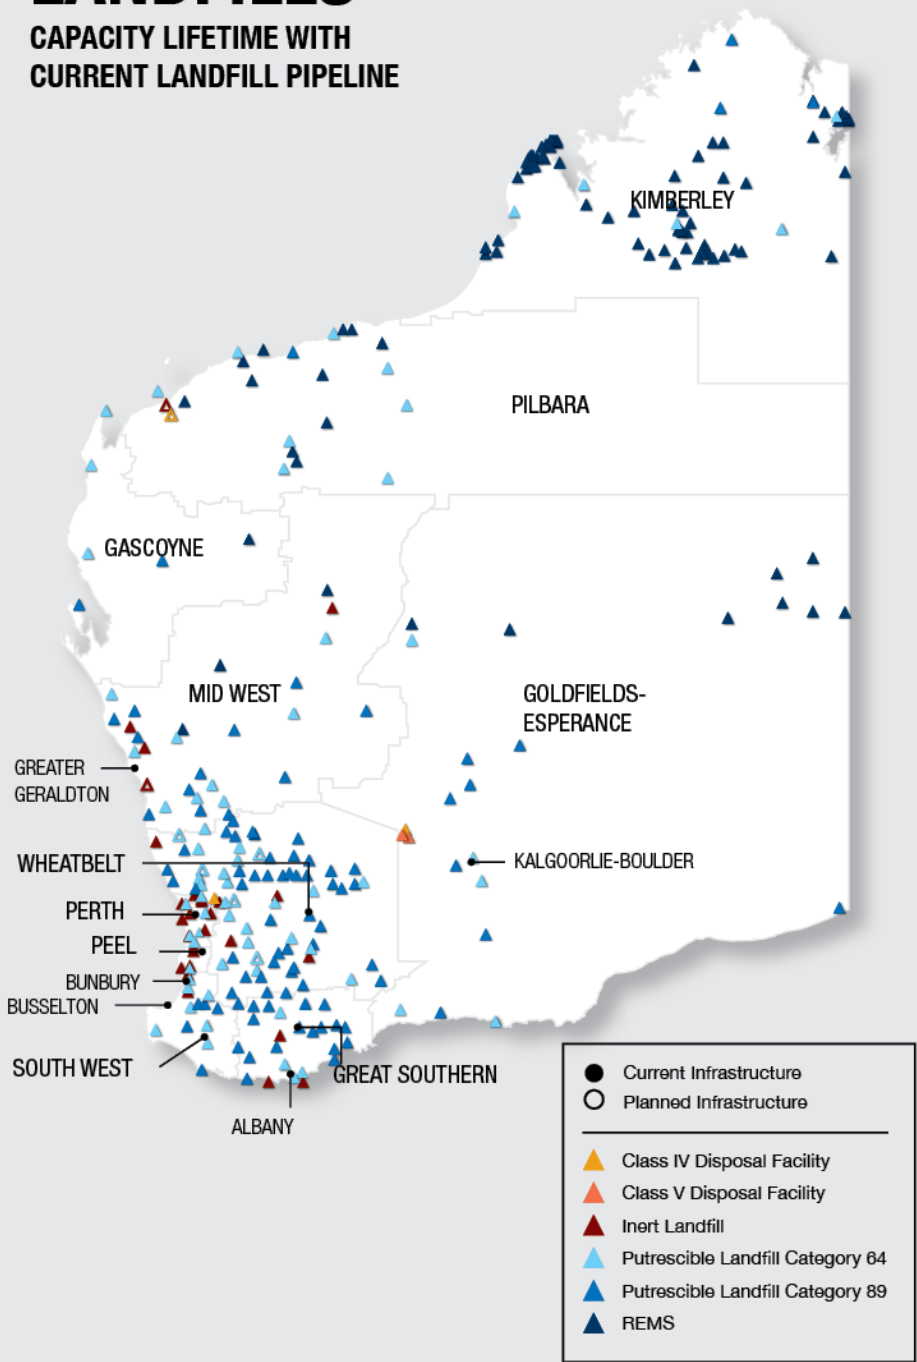 LANDFILLS
CAPACITY LIFETIME WITH
CURRENT LANDFILL PIPELINE
KIMBERLEY
PILBARA
GASCOYNE
MID WEST
GOLDFIELDS-
ESPERANCE
GREATER
GERALDTON
WHEATBELT
KALGOORLIE-BOULDER
PERTH
PEEL
BUNBURY
BUSSELTON
SOUTH WEST
GREAT SOUTHERN
ALBANY
Current Infrastructure
Planned Infrastructure
Class IV Disposal Facility
Class V Disposal Facility
Inert Landfill
Putrescible Landfill Category 64
Putrescible Landfill Category 89
REMS